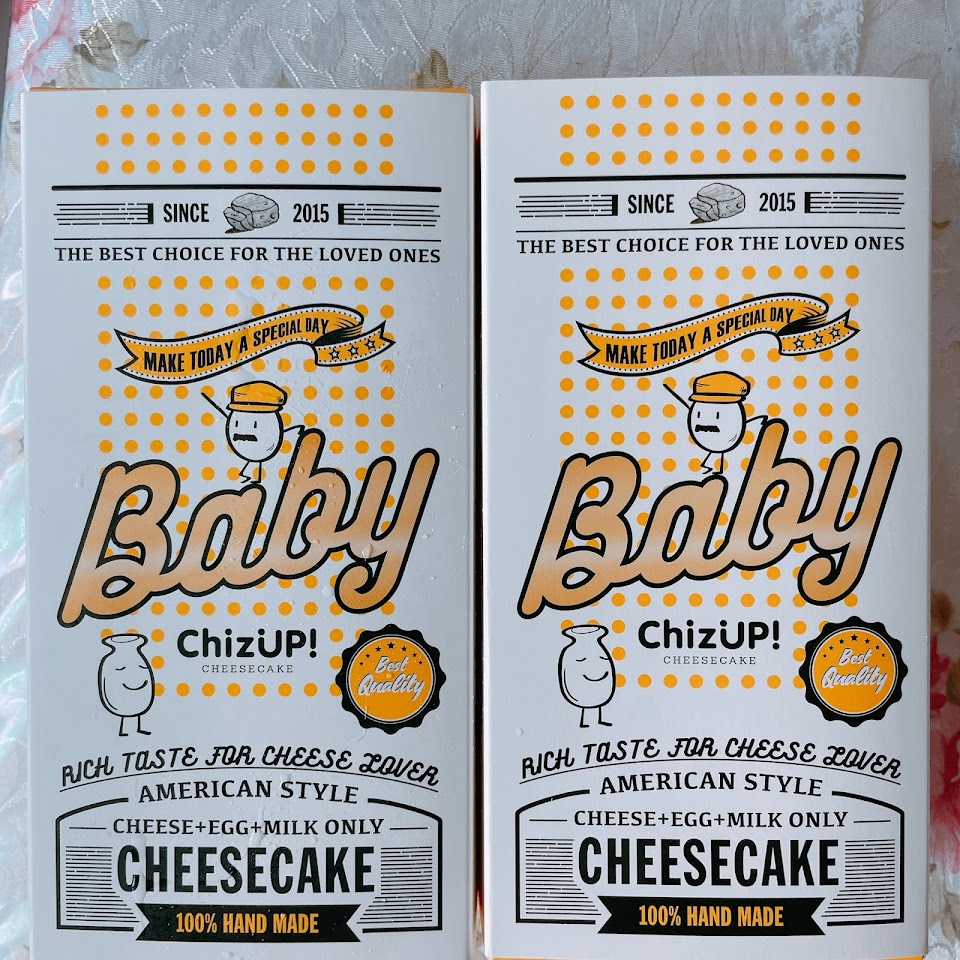 SINCE 2015
THE BEST CHOICE FOR THE LOVED ONES
MAKE TODAY A SPECIAL DAY
Baby
ChizUP!
CHEESECAKE
Best
Quality
RICH TASTE FOR CHEESE LOVER
AMERICAN STYLE
CHEESE+EGG+MILK ONLY
CHEESECAKE
100% HAND MADE
SINCE 2015
THE BEST CHOICE FOR THE LOVED ONES
MAKE TODAY A SPECIAL DAY
Baby
ChizUP!
CHEESECAKE
Best
Quality
RICH TASTE FOR CHEESE LOVER
AMERICAN STYLE
CHEESE+EGG+MILK ONLY
CHEESECAKE
100% HAND MADE